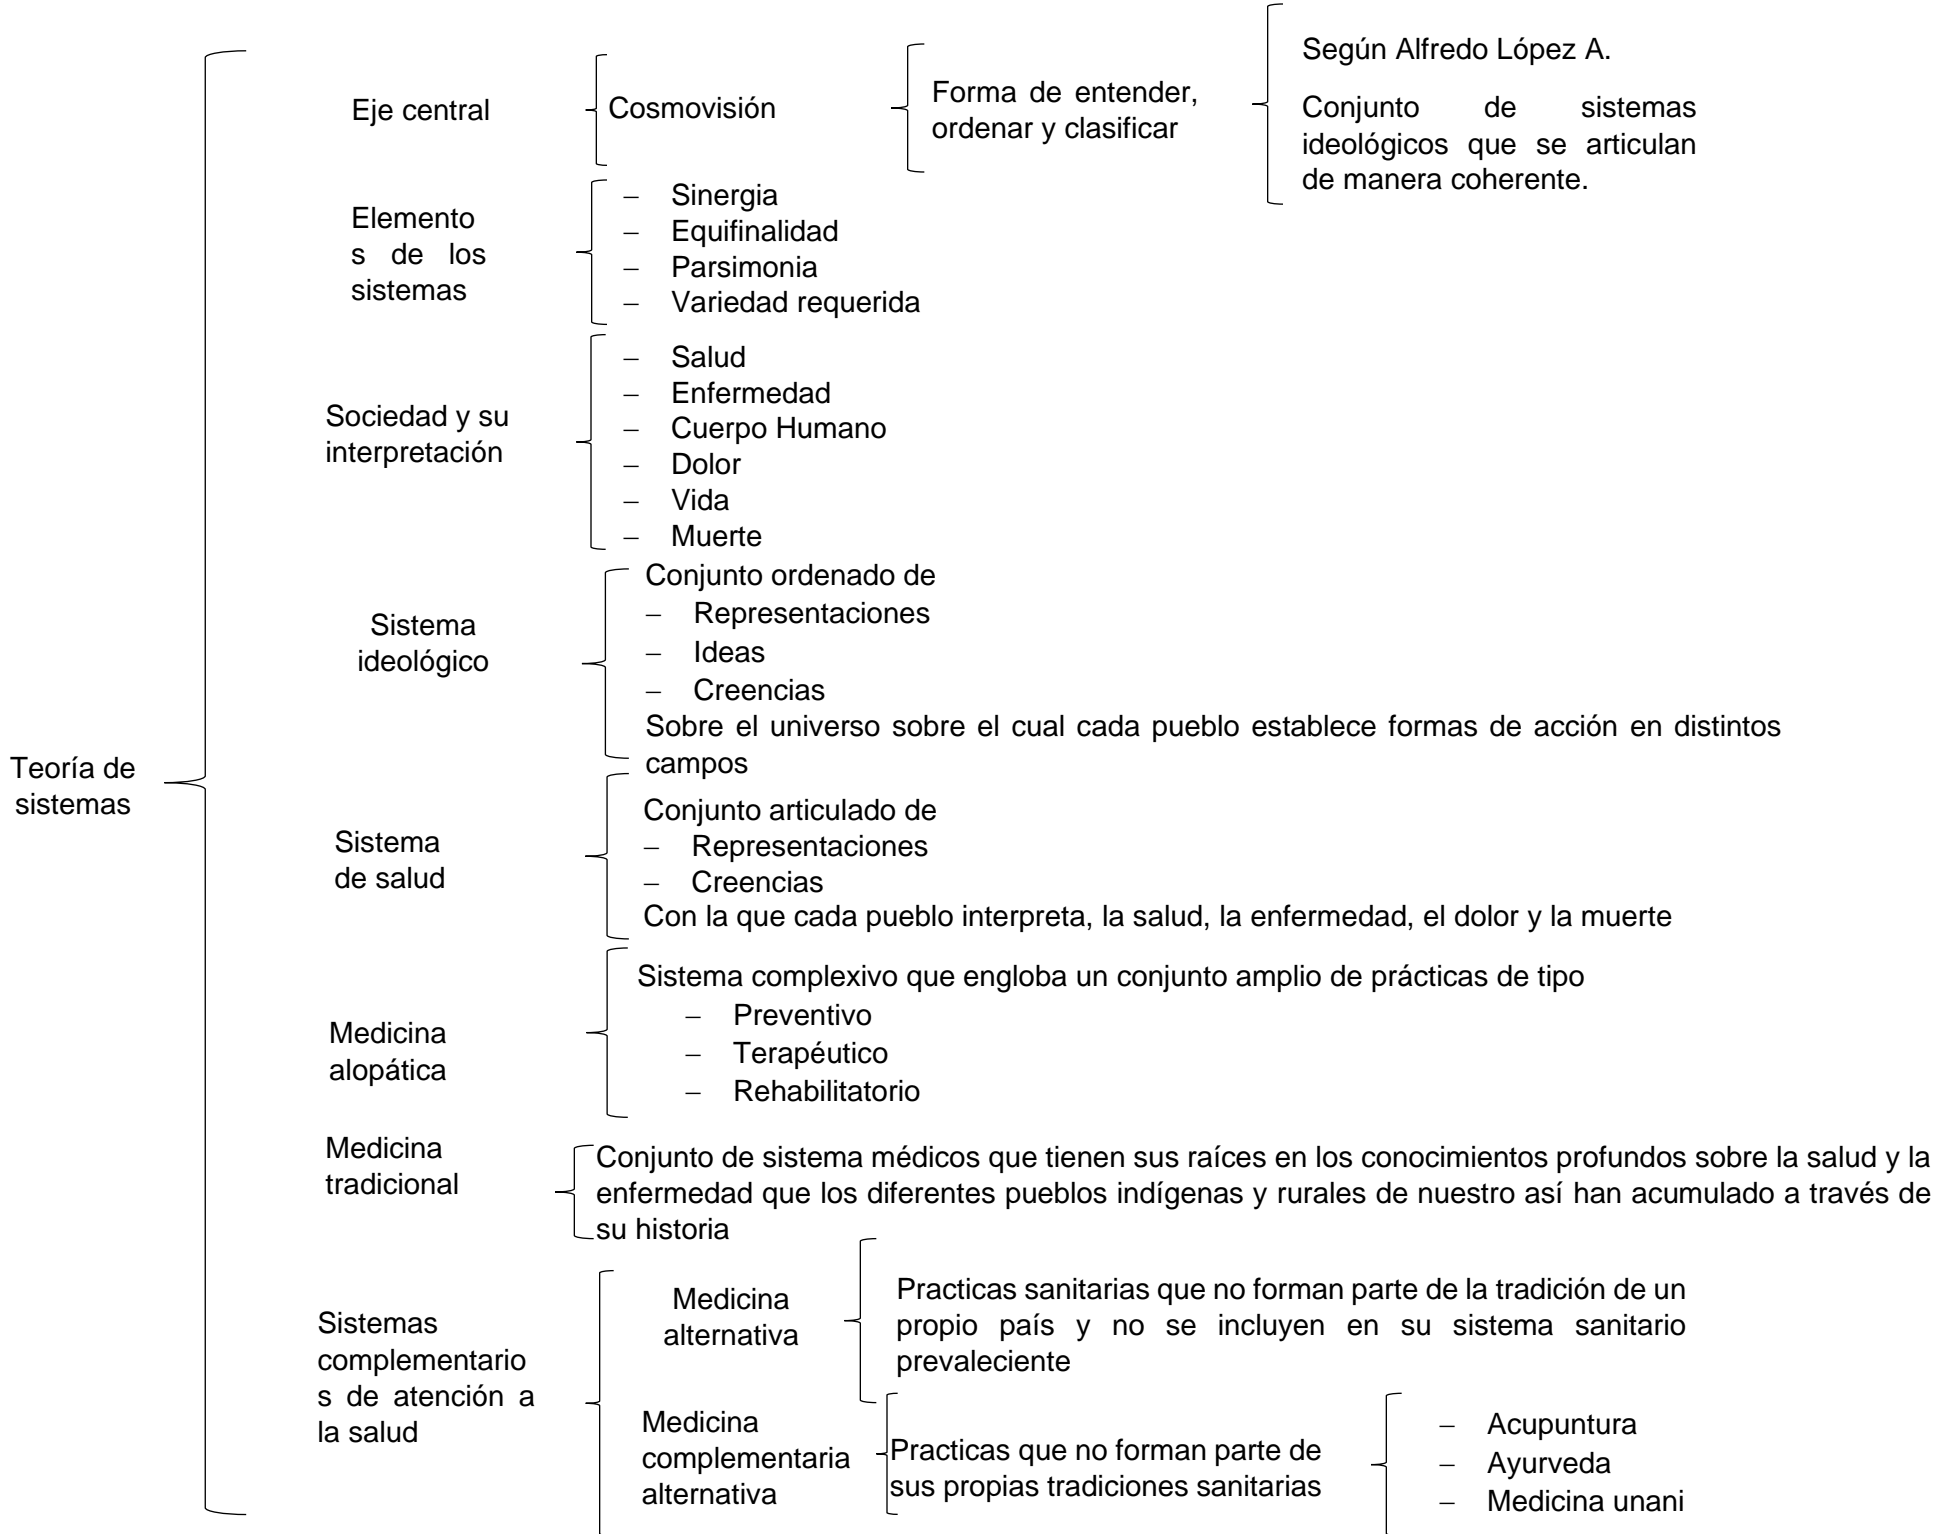 Teoría de
sistemas
Eje central
Cosmovisión
Forma de entender,
ordenar y clasificar
Según Alfredo López A.
Conjunto de sistemas
ideológicos que se articulan
de manera coherente.
Elemento
s de los
sistemas
– Sinergia
– Equifinalidad
– Parsimonia
– Variedad requerida
Sociedad y su
interpretación
– Salud
– Enfermedad
– Cuerpo Humano
– Dolor
– Vida
– Muerte
Sistema
ideológico
Conjunto ordenado de
– Representaciones
– Ideas
– Creencias
Sobre el universo sobre el cual cada pueblo establece formas de acción en distintos
campos
Sistema
de salud
Conjunto articulado de
– Representaciones
– Creencias
Con la que cada pueblo interpreta, la salud, la enfermedad, el dolor y la muerte
Medicina
alopática
Sistema complexivo que engloba un conjunto amplio de prácticas de tipo
– Preventivo
– Terapéutico
– Rehabilitatorio
Medicina
tradicional
Conjunto de sistema médicos que tienen sus raíces en los conocimientos profundos sobre la salud y la
enfermedad que los diferentes pueblos indígenas y rurales de nuestro así han acumulado a través de
su historia
Sistemas
complementario
s de atención a
la salud
Medicina
alternativa
Practicas sanitarias que no forman parte de la tradición de un
propio país y no se incluyen en su sistema sanitario
prevaleciente
Medicina
complementaria
alternativa
Practicas que no forman parte de
sus propias tradiciones sanitarias
– Acupuntura
– Ayurveda
– Medicina unani